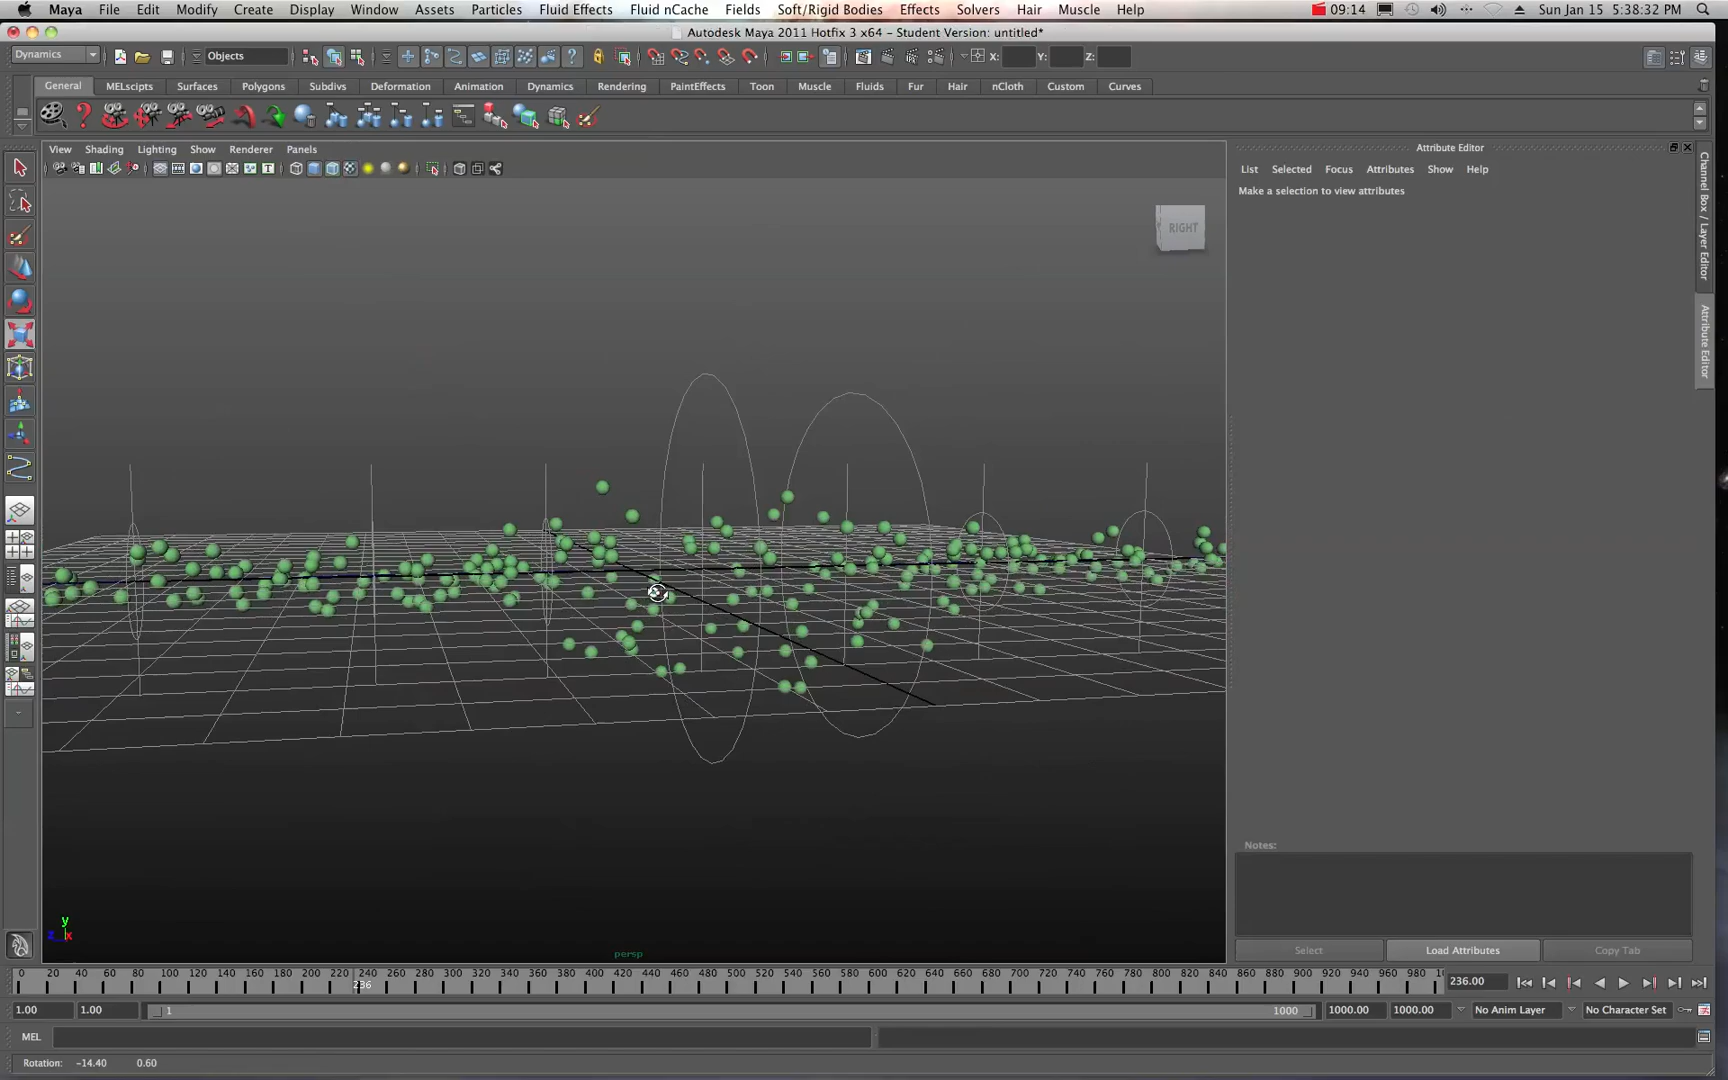 Maya File Edit Modify Create Display Window Assets Particles Fluid Effects Fluid nCache Fields Soft/Rigid Bodies Effects Solvers Hair Muscle Help 09:14 Sun Jan 15 5:38:32 PM
Autodesk Maya 2011 Hotfix 3 x64 – Student Version: untitled*
Dynamics Objects X: Y: Z:
General MELscipts Surfaces Polygons Subdivs Deformation Animation Dynamics Rendering PaintEffects Toon Muscle Fluids Fur Hair nCloth Custom Curves
View Shading Lighting Show Renderer Panels
Attribute Editor
List Selected Focus Attributes Show Help
Make a selection to view attributes
RIGHT
Channel Box / Layer Editor
Attribute Editor
Notes:
Select Load Attributes Copy Tab
y
z x
persp
0 20 40 60 80 100 120 140 160 180 200 220 240 260 280 300 320 340 360 380 400 420 440 460 480 500 520 540 560 580 600 620 640 660 680 700 720 740 760 780 800 820 840 860 880 900 920 940 960 980
236
236.00
1.00 1.00 1 1000 1000.00 1000.00 No Anim Layer No Character Set
MEL
Rotation: -14.40 0.60